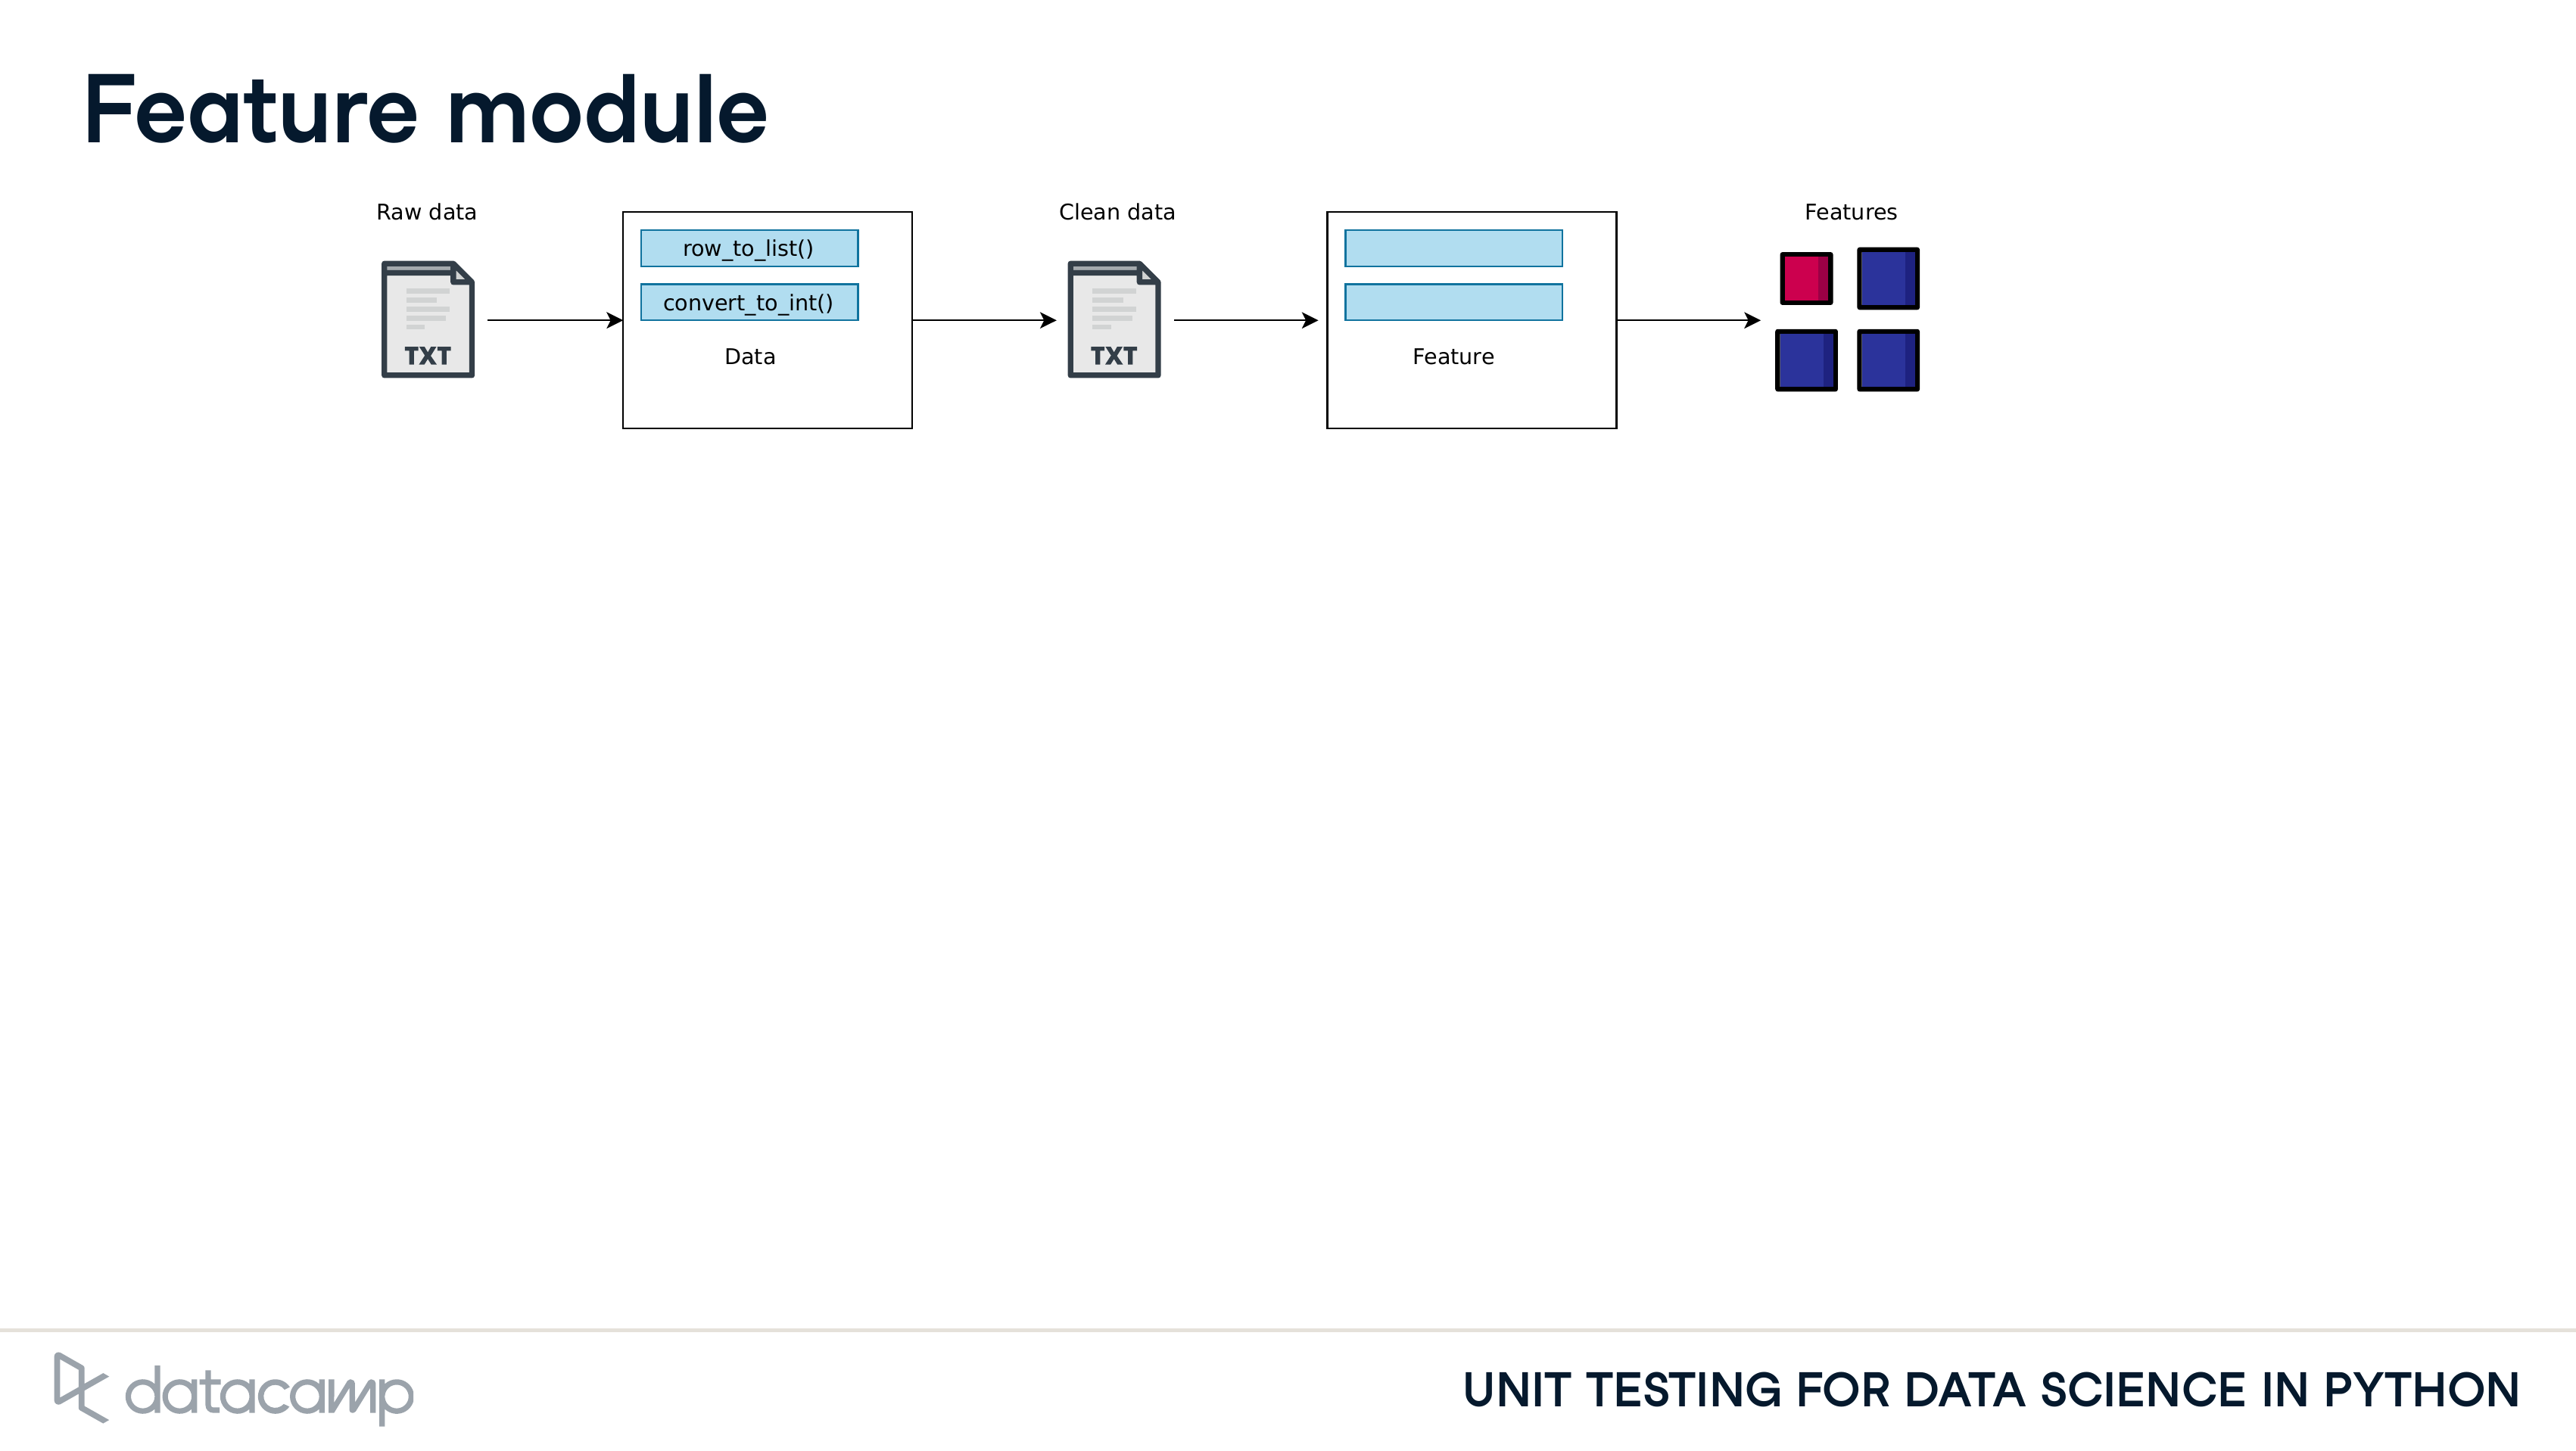 Feature module
Raw data
Clean data
Features
row_to_list()
convert_to_int()
TXT
Data
TXT
Feature
datacamp
UNIT TESTING FOR DATA SCIENCE IN PYTHON